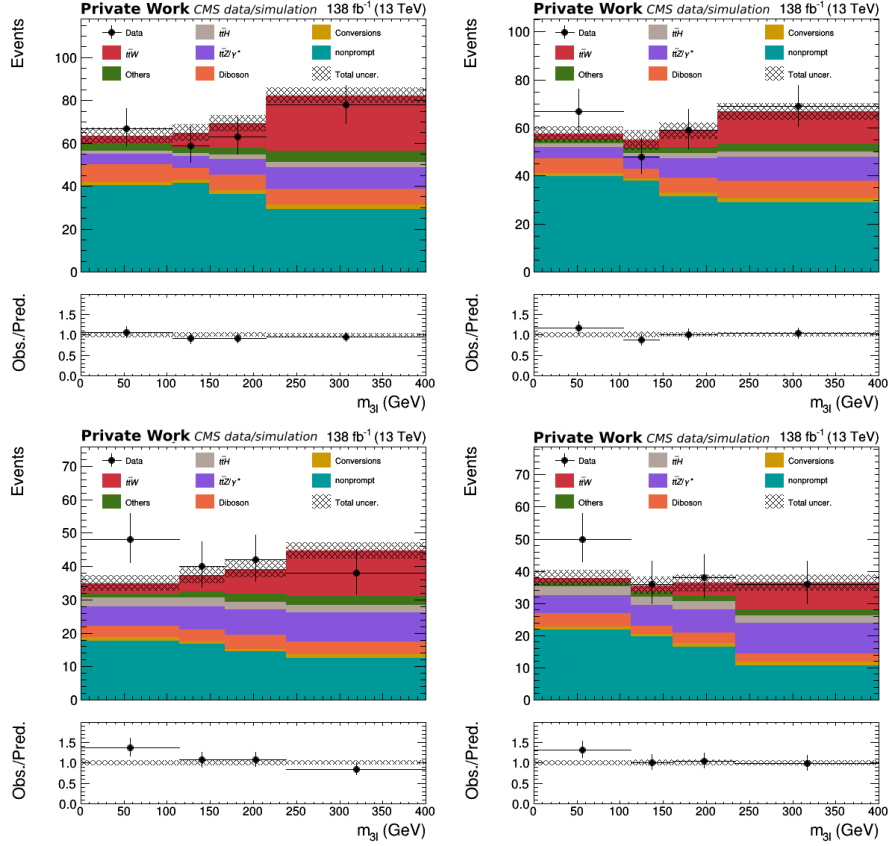 Private Work CMS data/simulation 138 fb⁻¹ (13 TeV)
Events
100
80
60
40
20
0
Data
tt̄H
Conversions
tt̄W
tt̄Z/γ*
nonprompt
Others
Diboson
Total uncer.
Obs./Pred.
1.5
1.0
0.5
0.0
0 50 100 150 200 250 300 350 400
m3l (GeV)
Private Work CMS data/simulation 138 fb⁻¹ (13 TeV)
Events
100
80
60
40
20
0
Data
tt̄H
Conversions
tt̄W
tt̄Z/γ*
nonprompt
Others
Diboson
Total uncer.
Obs./Pred.
1.5
1.0
0.5
0.0
0 50 100 150 200 250 300 350 400
m3l (GeV)
Private Work CMS data/simulation 138 fb⁻¹ (13 TeV)
Events
70
60
50
40
30
20
10
0
Data
tt̄H
Conversions
tt̄W
tt̄Z/γ*
nonprompt
Others
Diboson
Total uncer.
Obs./Pred.
1.5
1.0
0.5
0.0
0 50 100 150 200 250 300 350 400
m3l (GeV)
Private Work CMS data/simulation 138 fb⁻¹ (13 TeV)
Events
70
60
50
40
30
20
10
0
Data
tt̄H
Conversions
tt̄W
tt̄Z/γ*
nonprompt
Others
Diboson
Total uncer.
Obs./Pred.
1.5
1.0
0.5
0.0
0 50 100 150 200 250 300 350 400
m3l (GeV)